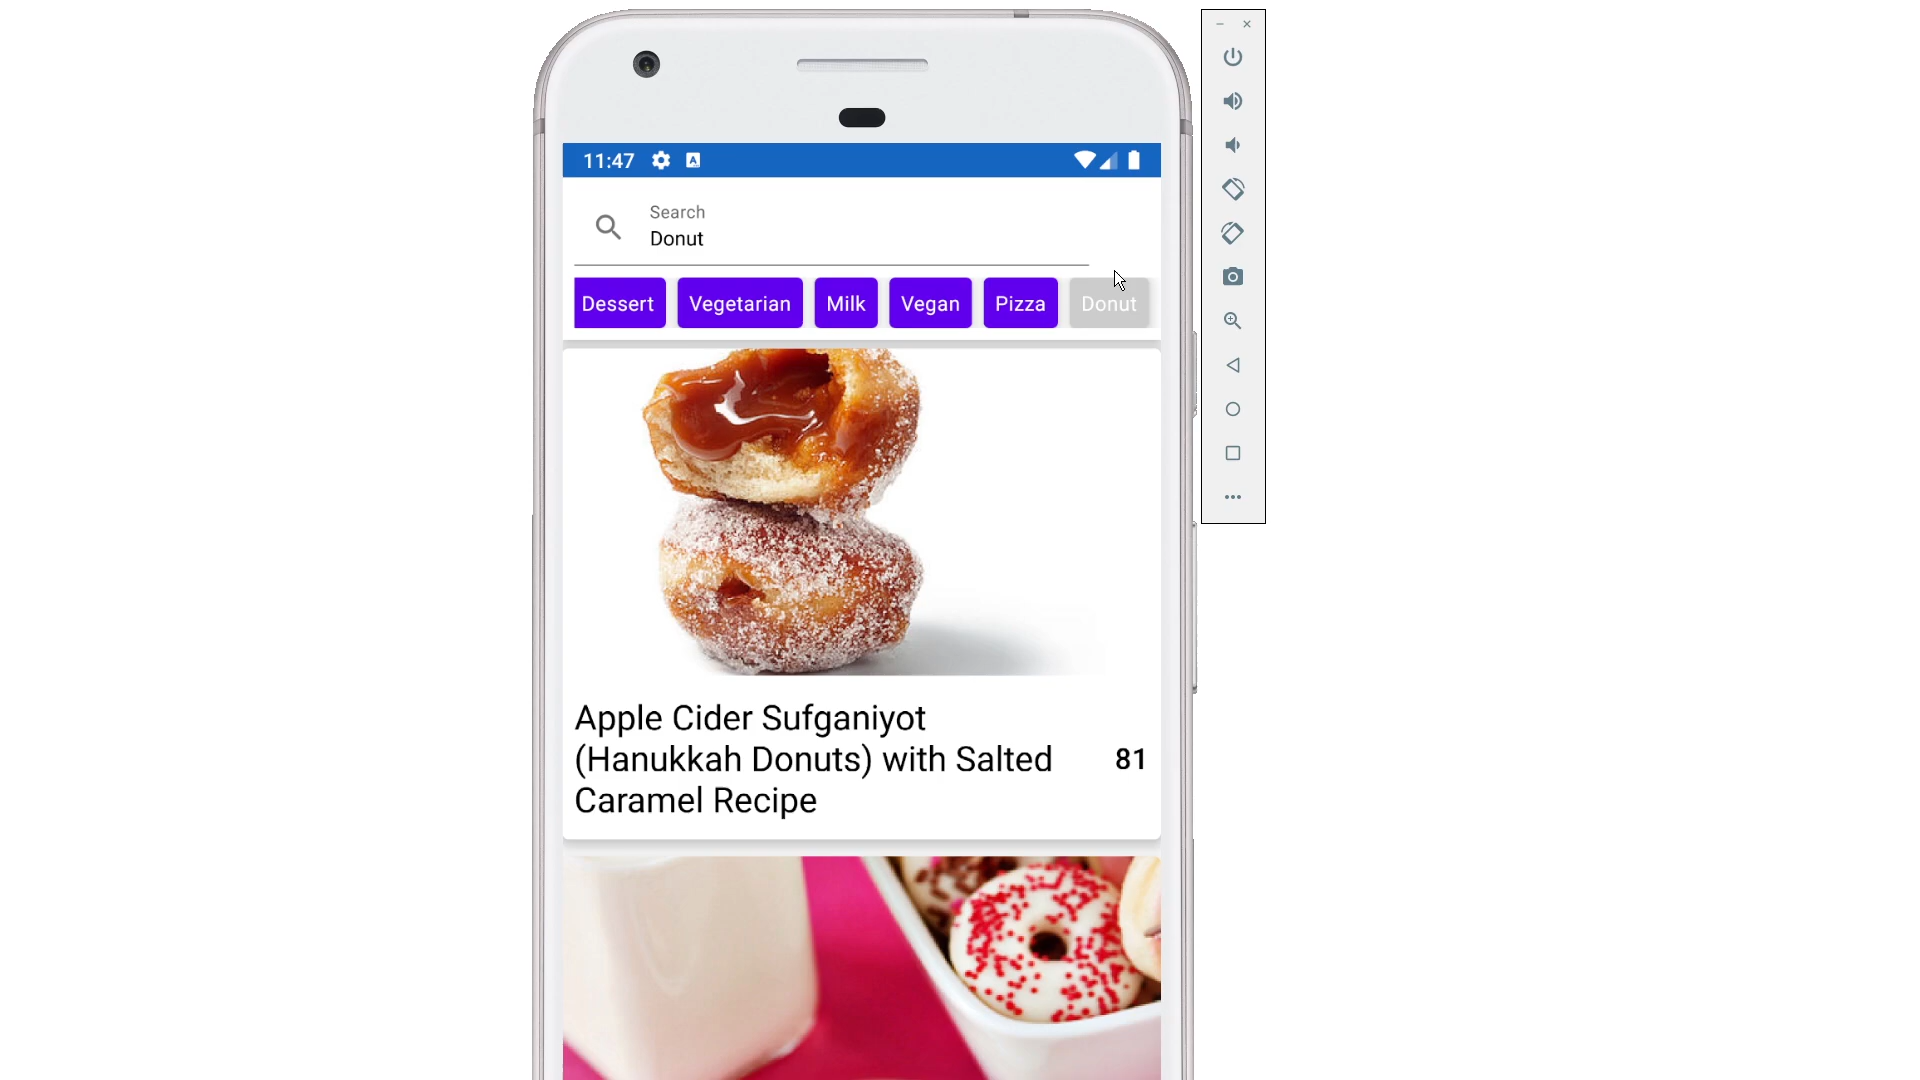 11:47
Search
Donut
Dessert Vegetarian Milk Vegan Pizza Donut
Apple Cider Sufganiyot
(Hanukkah Donuts) with Salted 81
Caramel Recipe